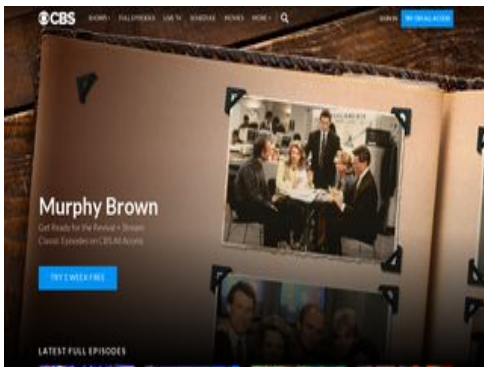 CBS
SHOWS FULL EPISODES LIVE TV SCHEDULE MOVIES MORE
SIGN IN TRY CBS ALL ACCESS
Murphy Brown
Get Ready for the Revival + Stream
Classic Episodes on CBS All Access
TRY 1 WEEK FREE
LATEST FULL EPISODES